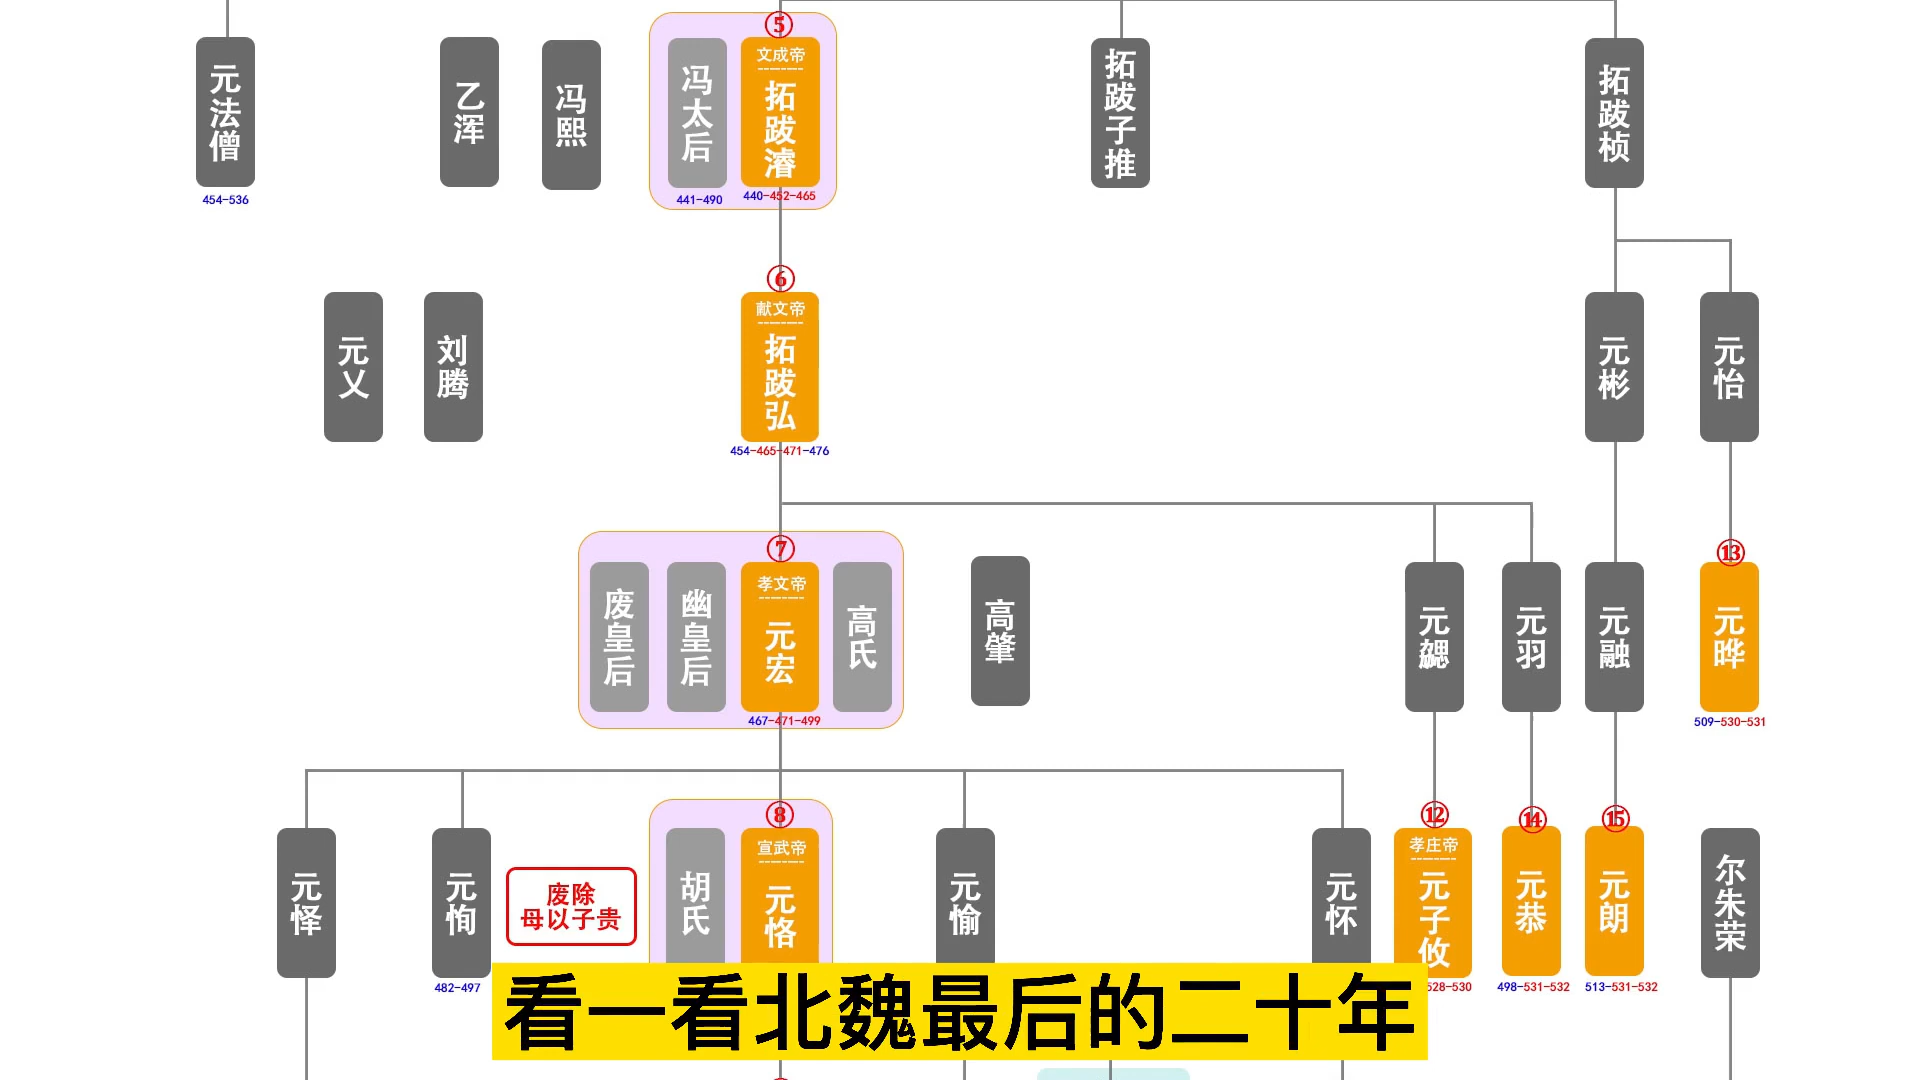 ⑤
元法僧
乙浑
冯熙
冯太后
文成帝
拓跋濬
拓跋子推
拓跋桢
454-536
441-490
440-452-465
⑥
元乂
刘腾
献文帝
拓跋弘
元彬
元怡
454-465-471-476
⑦
⑬
废皇后
幽皇后
孝文帝
元宏
高氏
高肇
元勰
元羽
元融
元晔
467-471-499
509-530-531
⑧
⑫
⑭
⑮
元怿
元恂
废除
母以子贵
胡氏
宣武帝
元恪
元愉
元怀
孝庄帝
元子攸
元恭
元朗
尔朱荣
482-497
528-530
498-531-532
513-531-532
看一看北魏最后的二十年